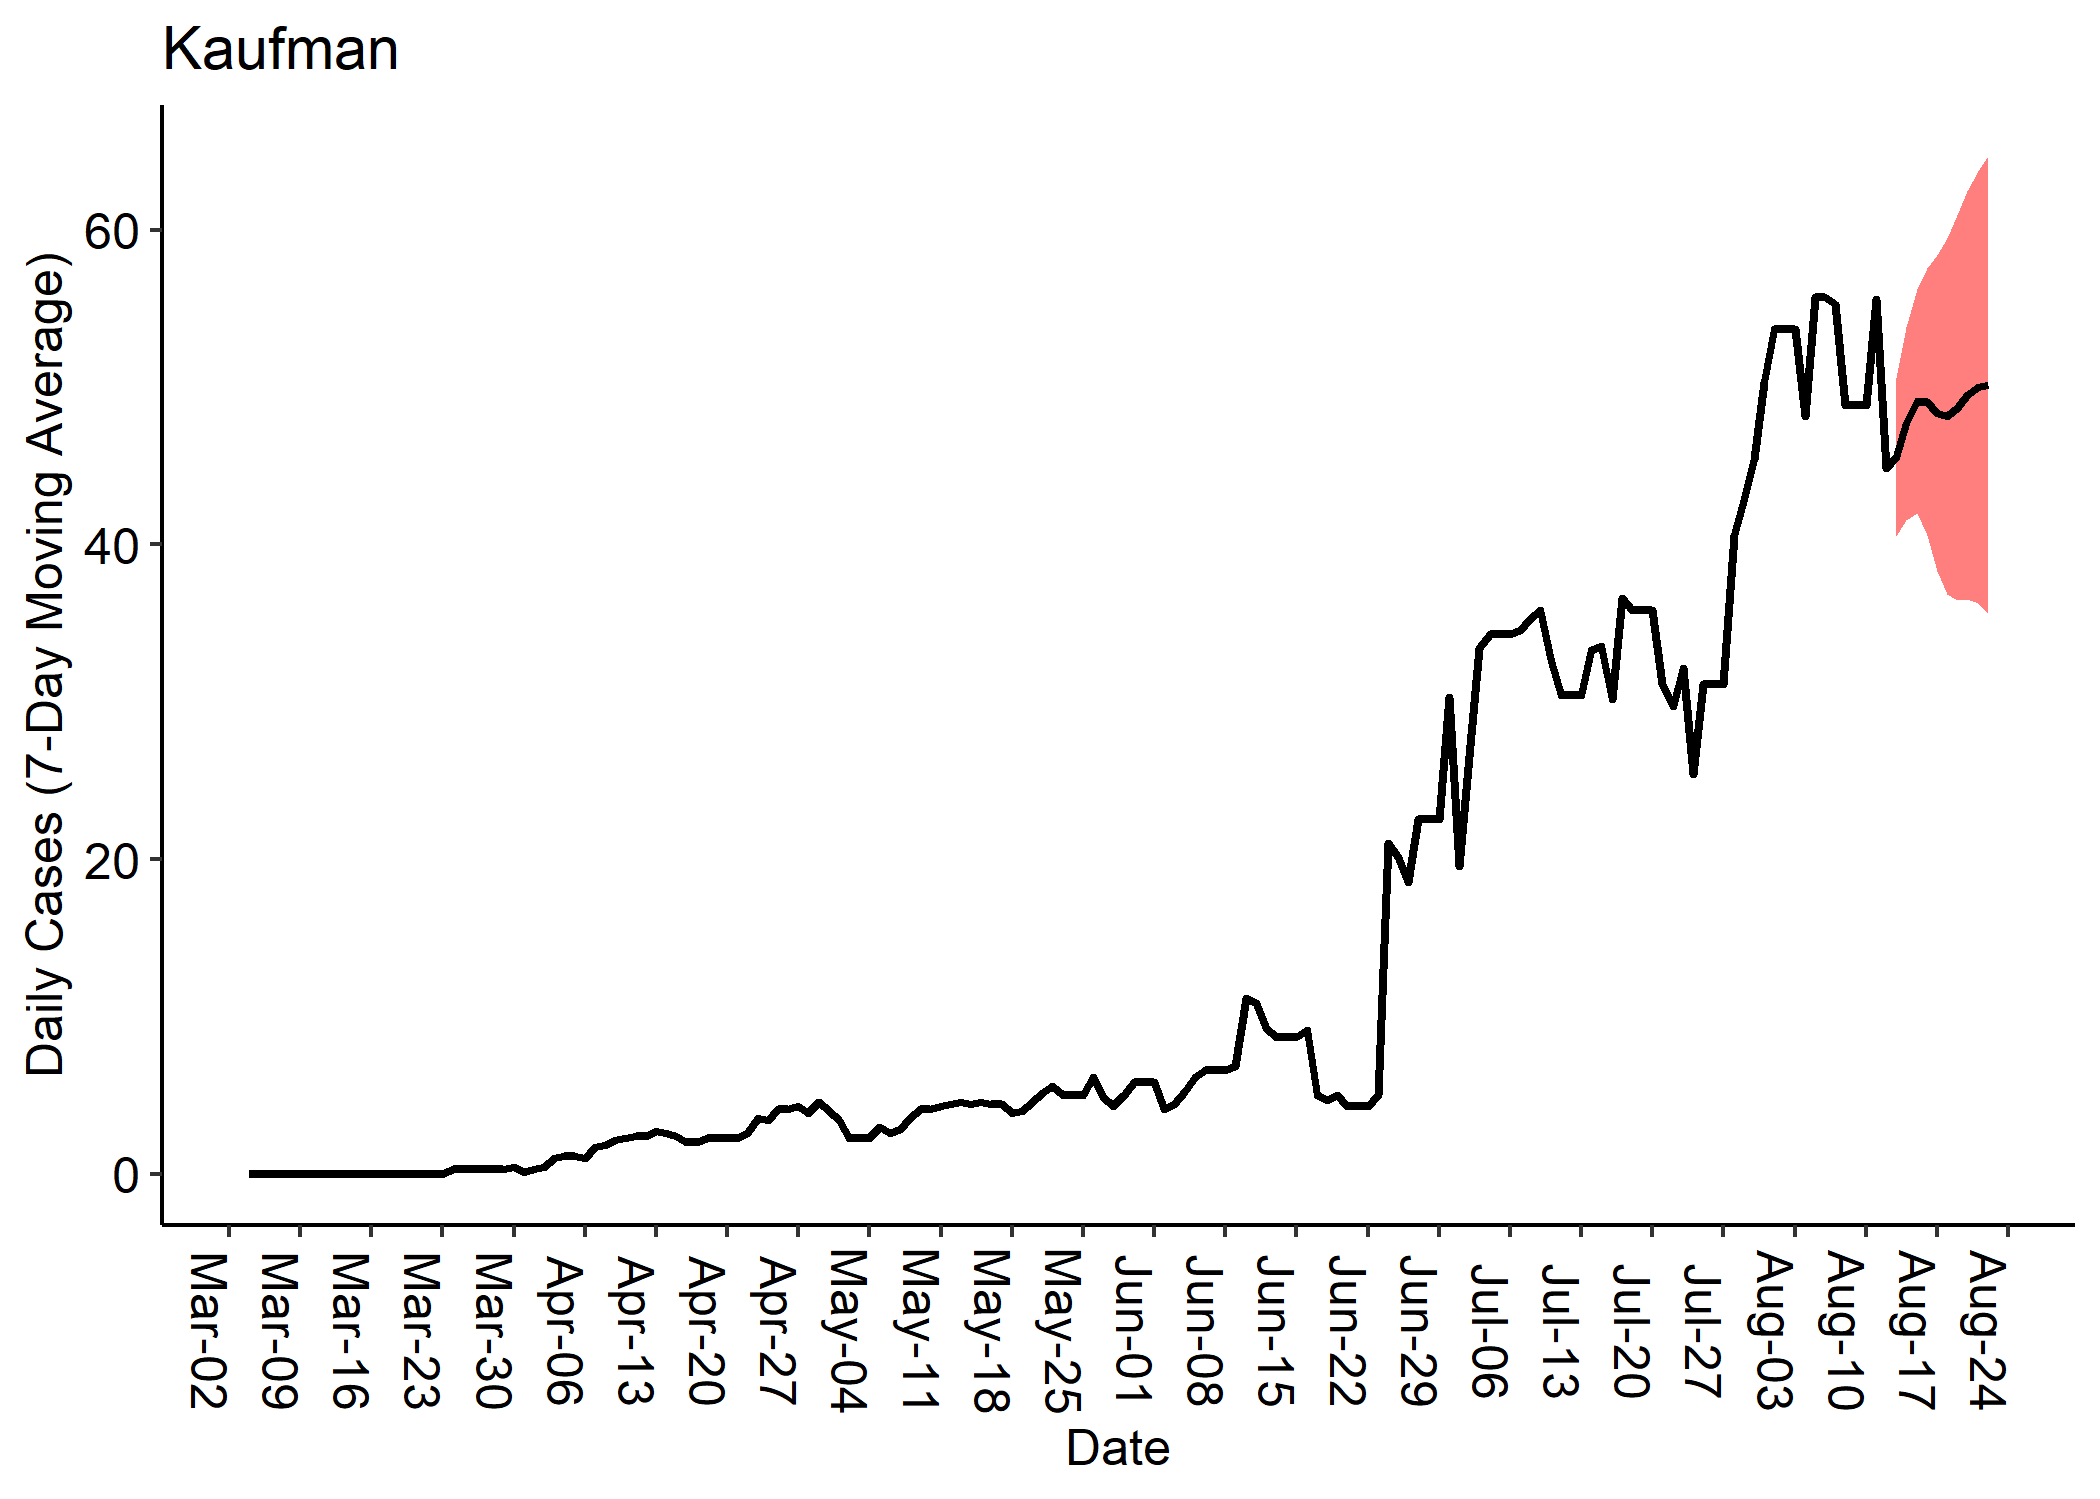 Kaufman
Daily Cases (7-Day Moving Average)
60
40
20
0
Mar-02
Mar-09
Mar-16
Mar-23
Mar-30
Apr-06
Apr-13
Apr-20
Apr-27
May-04
May-11
May-18
May-25
Jun-01
Jun-08
Jun-15
Jun-22
Jun-29
Jul-06
Jul-13
Jul-20
Jul-27
Aug-03
Aug-10
Aug-17
Aug-24
Date